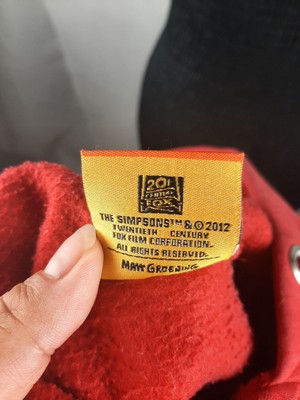 20th
CENTURY
FOX
THE SIMPSONS™ & © 2012
TWENTIETH CENTURY
FOX FILM CORPORATION.
ALL RIGHTS RESERVED.
MATT GROENING